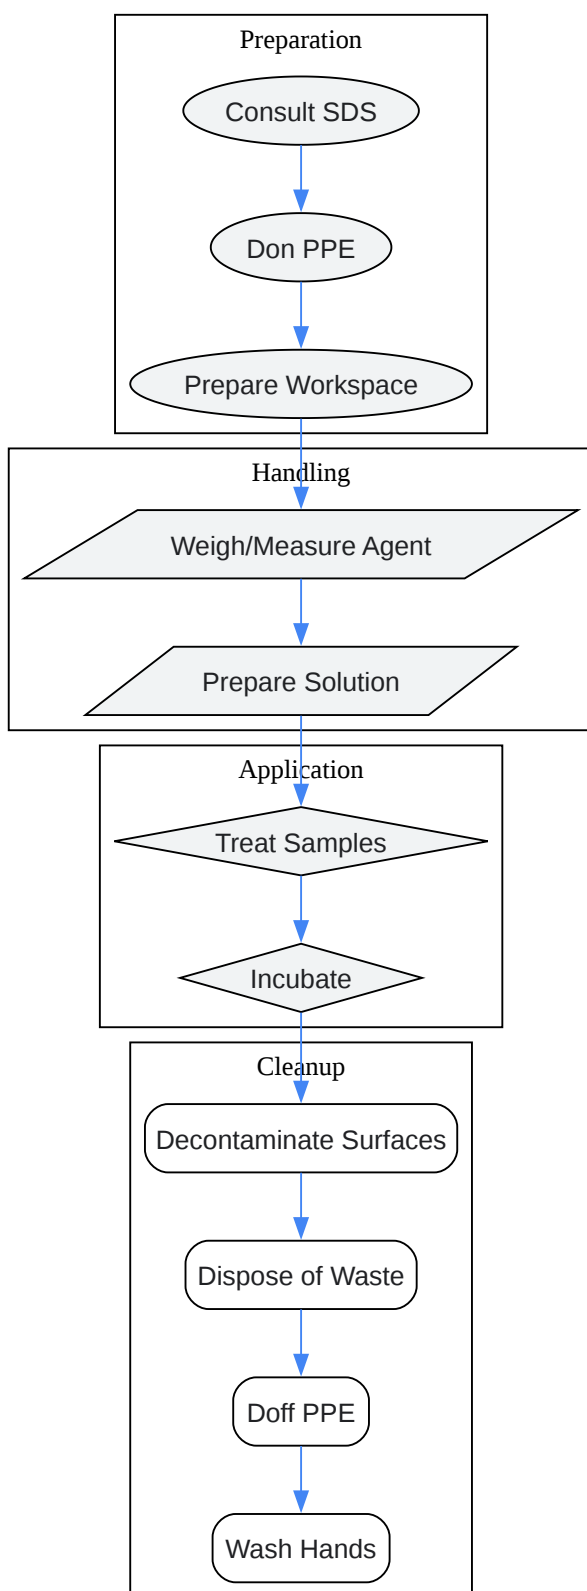 Preparation
Consult SDS
Don PPE
Prepare Workspace
Handling
Weigh/Measure Agent
Prepare Solution
Application
Treat Samples
Incubate
Cleanup
Decontaminate Surfaces
Dispose of Waste
Doff PPE
Wash Hands